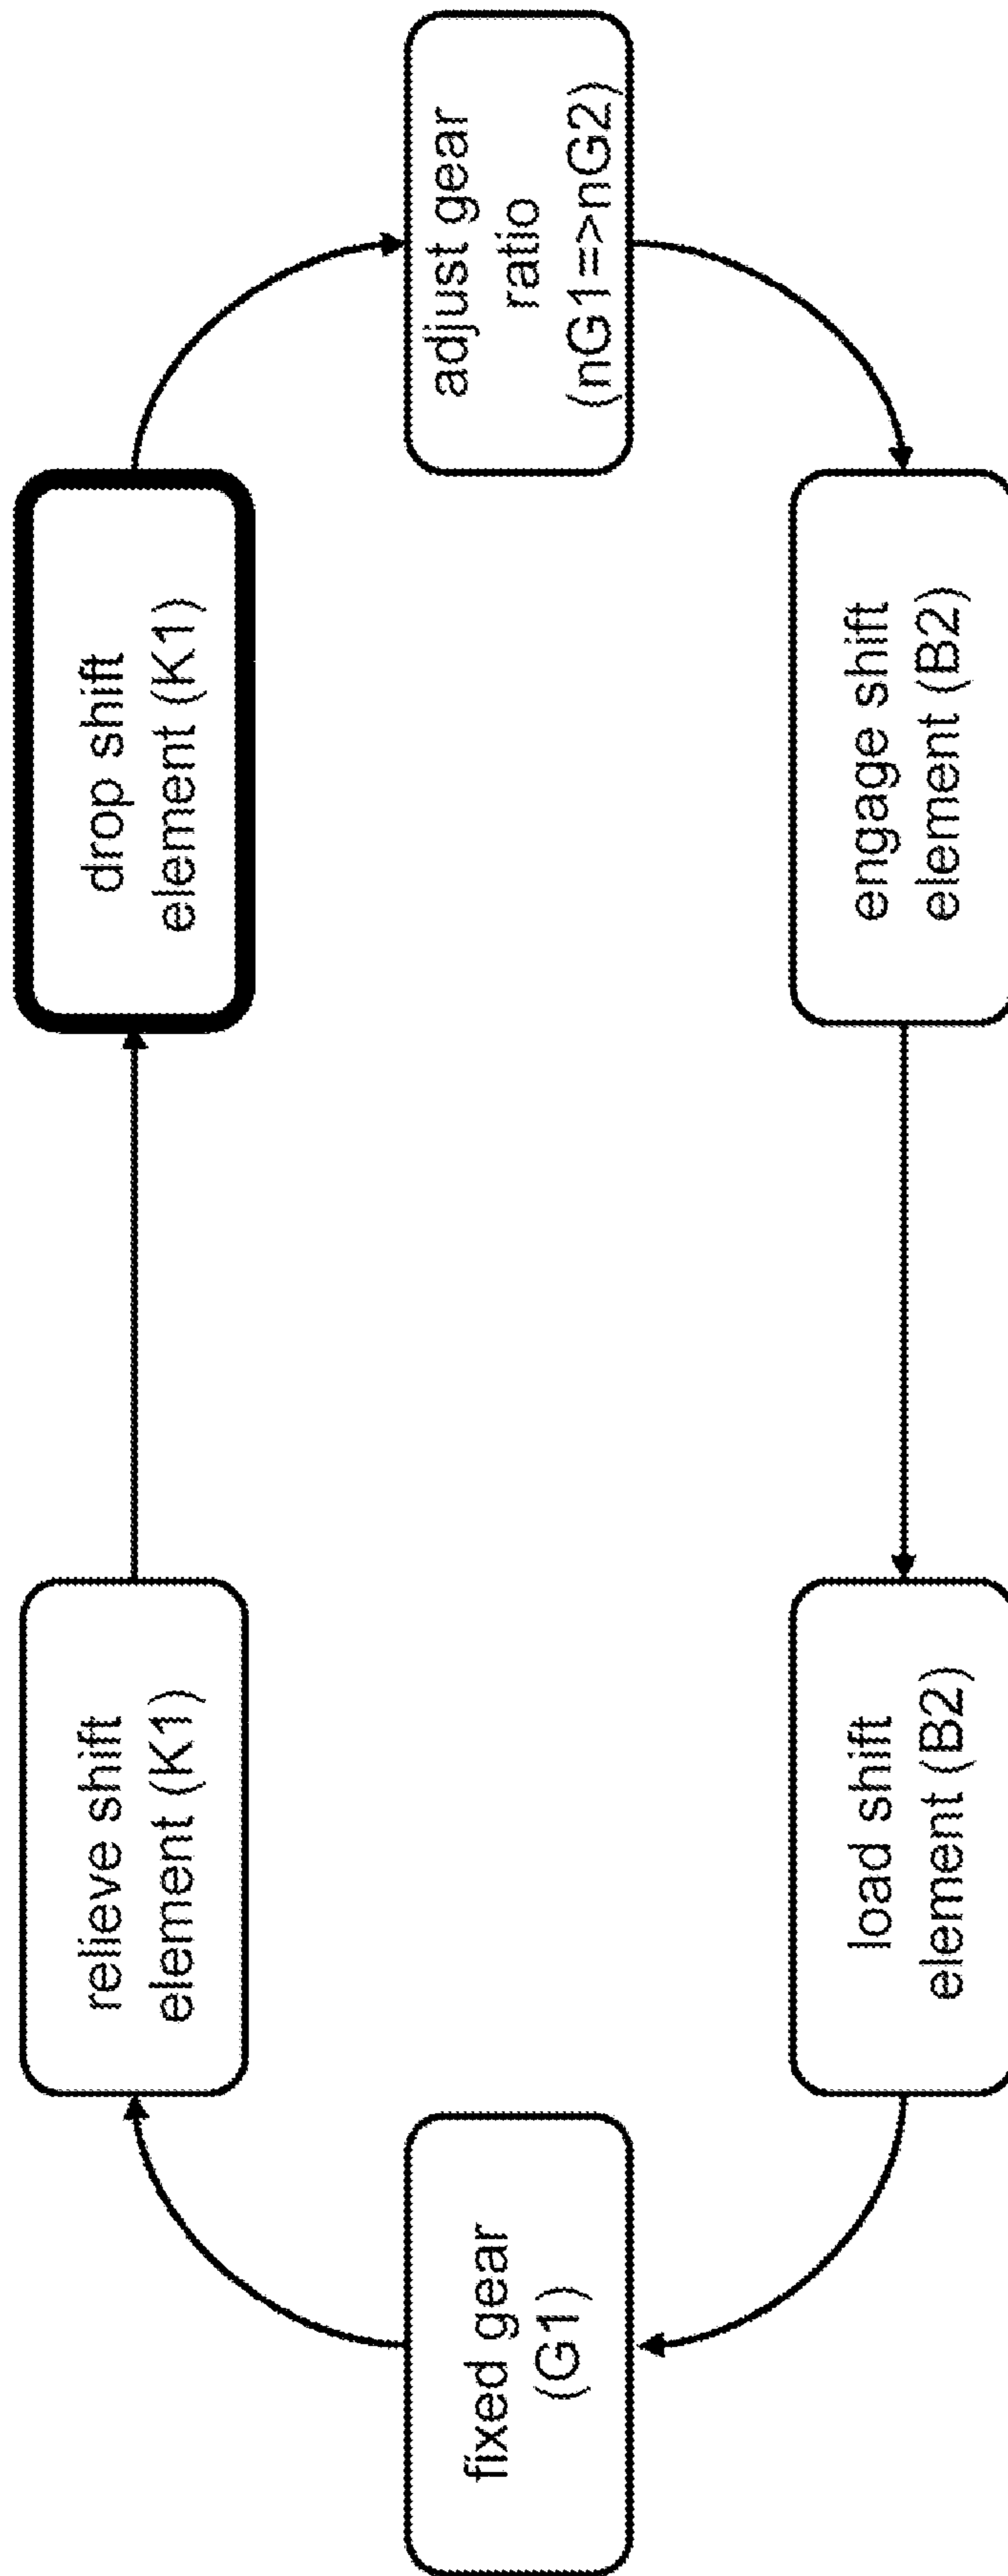 fixed gear
(G1)
relieve shift
element (K1)
drop shift
element (K1)
adjust gear
ratio
(nG1=>nG2)
engage shift
element (B2)
load shift
element (B2)